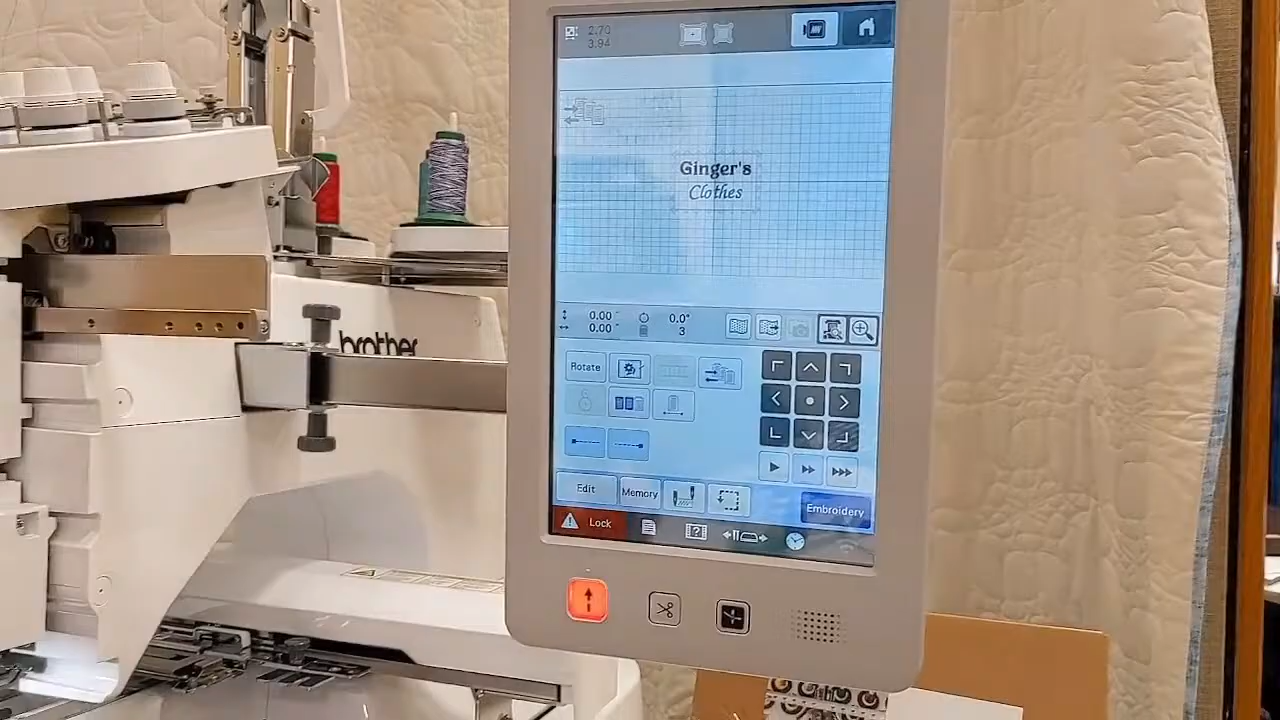 2.70
3.94
Ginger's
Clothes
0.00 " 0.0°
0.00 " 3
brother
Rotate
Edit
Memory
Embroidery
Lock